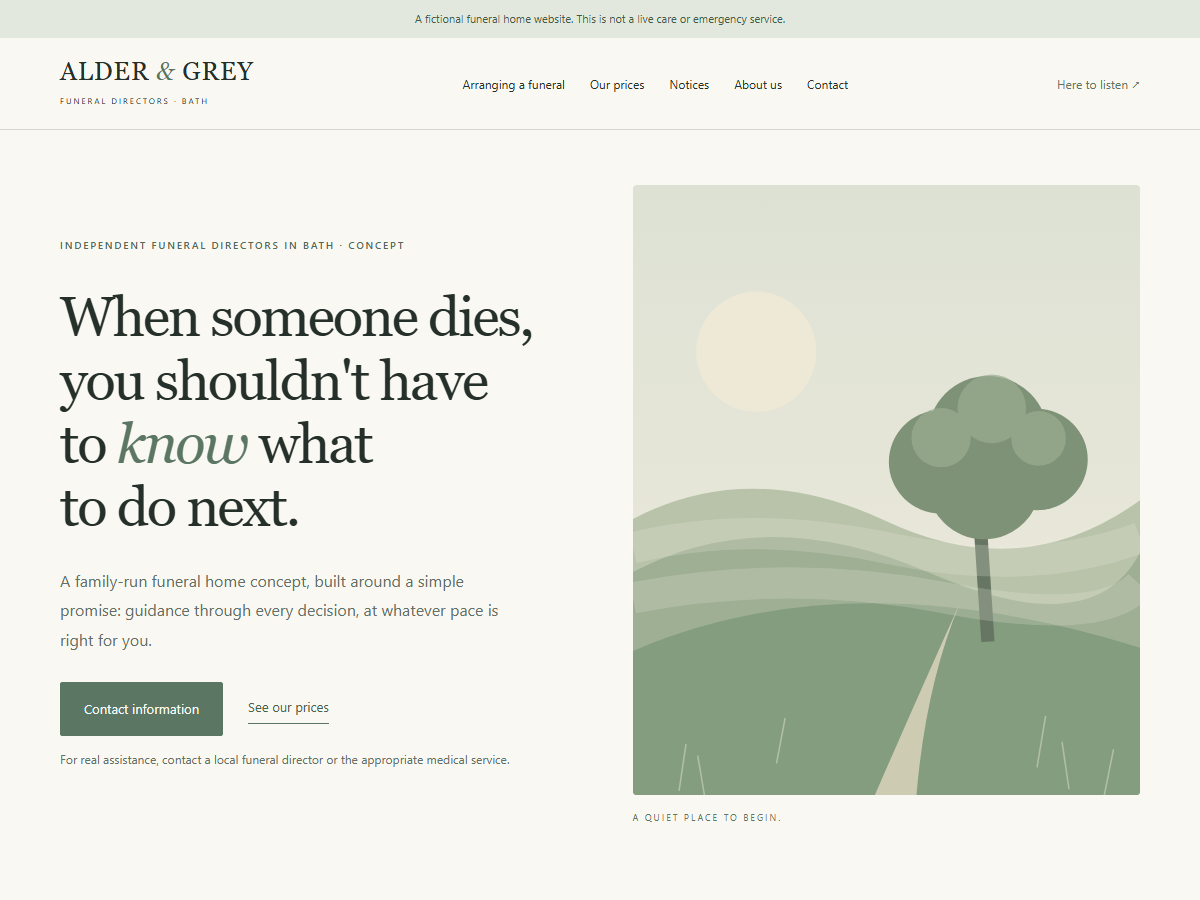 A fictional funeral home website. This is not a live care or emergency service.
ALDER & GREY
FUNERAL DIRECTORS · BATH
Arranging a funeral
Our prices
Notices
About us
Contact
Here to listen ↗
INDEPENDENT FUNERAL DIRECTORS IN BATH · CONCEPT
When someone dies,
you shouldn't have
to know what
to do next.
A family-run funeral home concept, built around a simple
promise: guidance through every decision, at whatever pace is
right for you.
Contact information
See our prices
For real assistance, contact a local funeral director or the appropriate medical service.
A QUIET PLACE TO BEGIN.